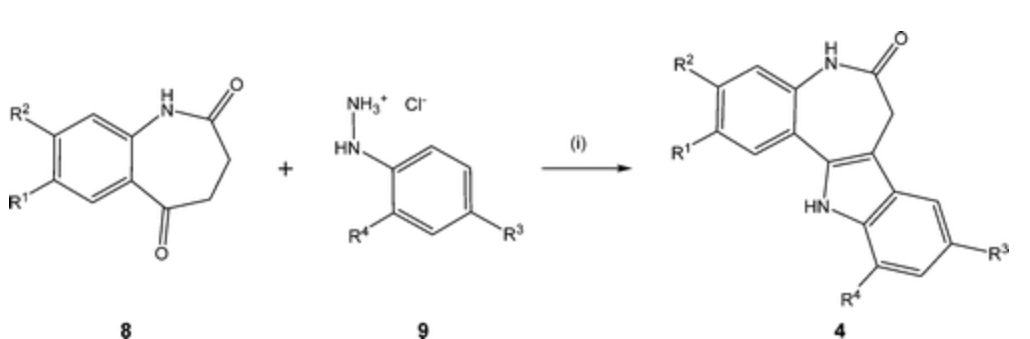 R² H N O R¹ O
+
NH₃⁺ Cl⁻ HN R⁴ R³
(i)
R² H N O R¹ HN R³ R⁴
8 9 4